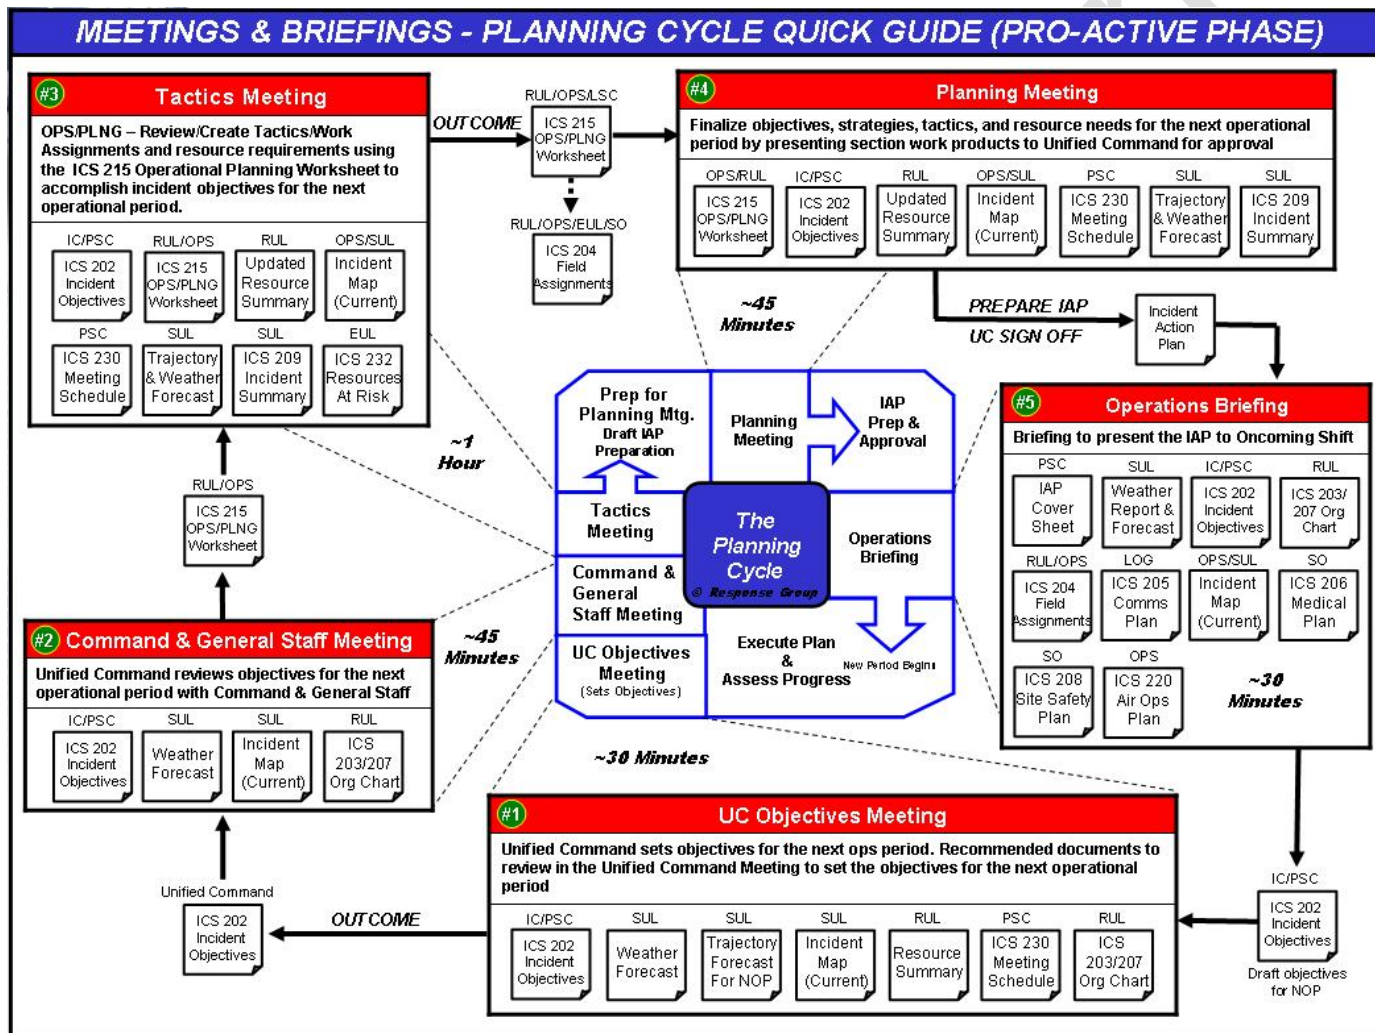 MEETINGS & BRIEFINGS - PLANNING CYCLE QUICK GUIDE (PRO-ACTIVE PHASE)
#3
Tactics Meeting
OPS/PLNG – Review/Create Tactics/Work
Assignments and resource requirements using
the ICS 215 Operational Planning Worksheet to
accomplish incident objectives for the next
operational period.
IC/PSC
ICS 202
Incident
Objectives
RUL/OPS
ICS 215
OPS/PLNG
Worksheet
RUL
Updated
Resource
Summary
OPS/SUL
Incident
Map
(Current)
PSC
ICS 230
Meeting
Schedule
SUL
Trajectory
& Weather
Forecast
SUL
ICS 209
Incident
Summary
EUL
ICS 232
Resources
At Risk
OUTCOME
RUL/OPS/LSC
ICS 215
OPS/PLNG
Worksheet
RUL/OPS/EUL/SO
ICS 204
Field
Assignments
#4
Planning Meeting
Finalize objectives, strategies, tactics, and resource needs for the next operational
period by presenting section work products to Unified Command for approval
OPS/RUL
ICS 215
OPS/PLNG
Worksheet
IC/PSC
ICS 202
Incident
Objectives
RUL
Updated
Resource
Summary
OPS/SUL
Incident
Map
(Current)
PSC
ICS 230
Meeting
Schedule
SUL
Trajectory
& Weather
Forecast
SUL
ICS 209
Incident
Summary
~45
Minutes
PREPARE IAP
UC SIGN OFF
Incident
Action
Plan
#5
Operations Briefing
Briefing to present the IAP to Oncoming Shift
PSC
IAP
Cover
Sheet
SUL
Weather
Report &
Forecast
IC/PSC
ICS 202
Incident
Objectives
RUL
ICS 203/
207 Org
Chart
RUL/OPS
ICS 204
Field
Assignments
LOG
ICS 205
Comms
Plan
OPS/SUL
Incident
Map
(Current)
SO
ICS 206
Medical
Plan
SO
ICS 208
Site Safety
Plan
OPS
ICS 220
Air Ops
Plan
~30
Minutes
~1
Hour
Prep for
Planning Mtg.
Draft IAP
Preparation
Planning
Meeting
IAP
Prep &
Approval
Tactics
Meeting
The
Planning
Cycle
© Response Group
Operations
Briefing
Command &
General
Staff Meeting
UC Objectives
Meeting
(Sets Objectives)
Execute Plan
&
Assess Progress
New Period Begins
RUL/OPS
ICS 215
OPS/PLNG
Worksheet
#2
Command & General Staff Meeting
Unified Command reviews objectives for the next
operational period with Command & General Staff
IC/PSC
ICS 202
Incident
Objectives
SUL
Weather
Forecast
SUL
Incident
Map
(Current)
RUL
ICS
203/207
Org Chart
~45
Minutes
~30 Minutes
#1
UC Objectives Meeting
Unified Command sets objectives for the next ops period. Recommended documents to
review in the Unified Command Meeting to set the objectives for the next operational
period
IC/PSC
ICS 202
Incident
Objectives
SUL
Weather
Forecast
SUL
Trajectory
Forecast
For NOP
SUL
Incident
Map
(Current)
RUL
Resource
Summary
PSC
ICS 230
Meeting
Schedule
RUL
ICS
203/207
Org Chart
IC/PSC
ICS 202
Incident
Objectives
Draft objectives
for NOP
OUTCOME
Unified Command
ICS 202
Incident
Objectives